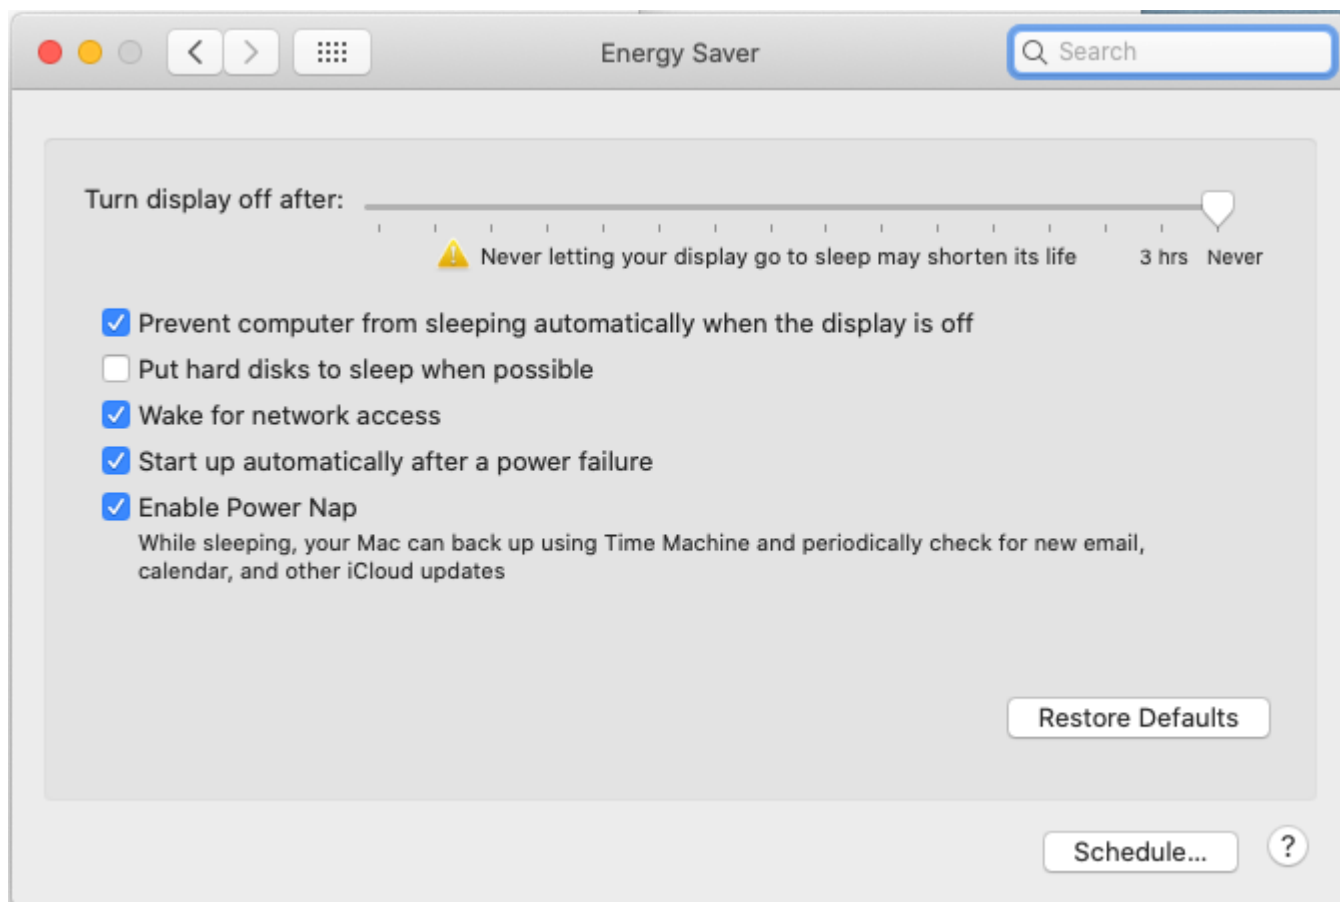 Energy Saver
Search
Turn display off after:
Never letting your display go to sleep may shorten its life
3 hrs
Never
Prevent computer from sleeping automatically when the display is off
Put hard disks to sleep when possible
Wake for network access
Start up automatically after a power failure
Enable Power Nap
While sleeping, your Mac can back up using Time Machine and periodically check for new email,
calendar, and other iCloud updates
Restore Defaults
Schedule...
?